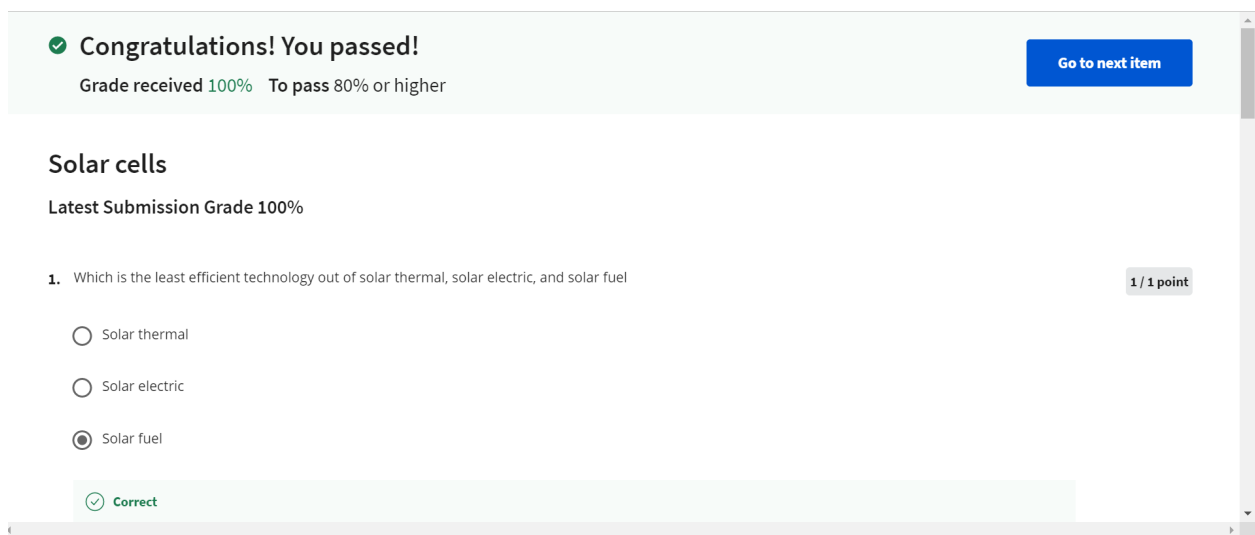 Congratulations! You passed!
Grade received 100% To pass 80% or higher
Go to next item
Solar cells
Latest Submission Grade 100%
1. Which is the least efficient technology out of solar thermal, solar electric, and solar fuel
1 / 1 point
Solar thermal
Solar electric
Solar fuel
Correct